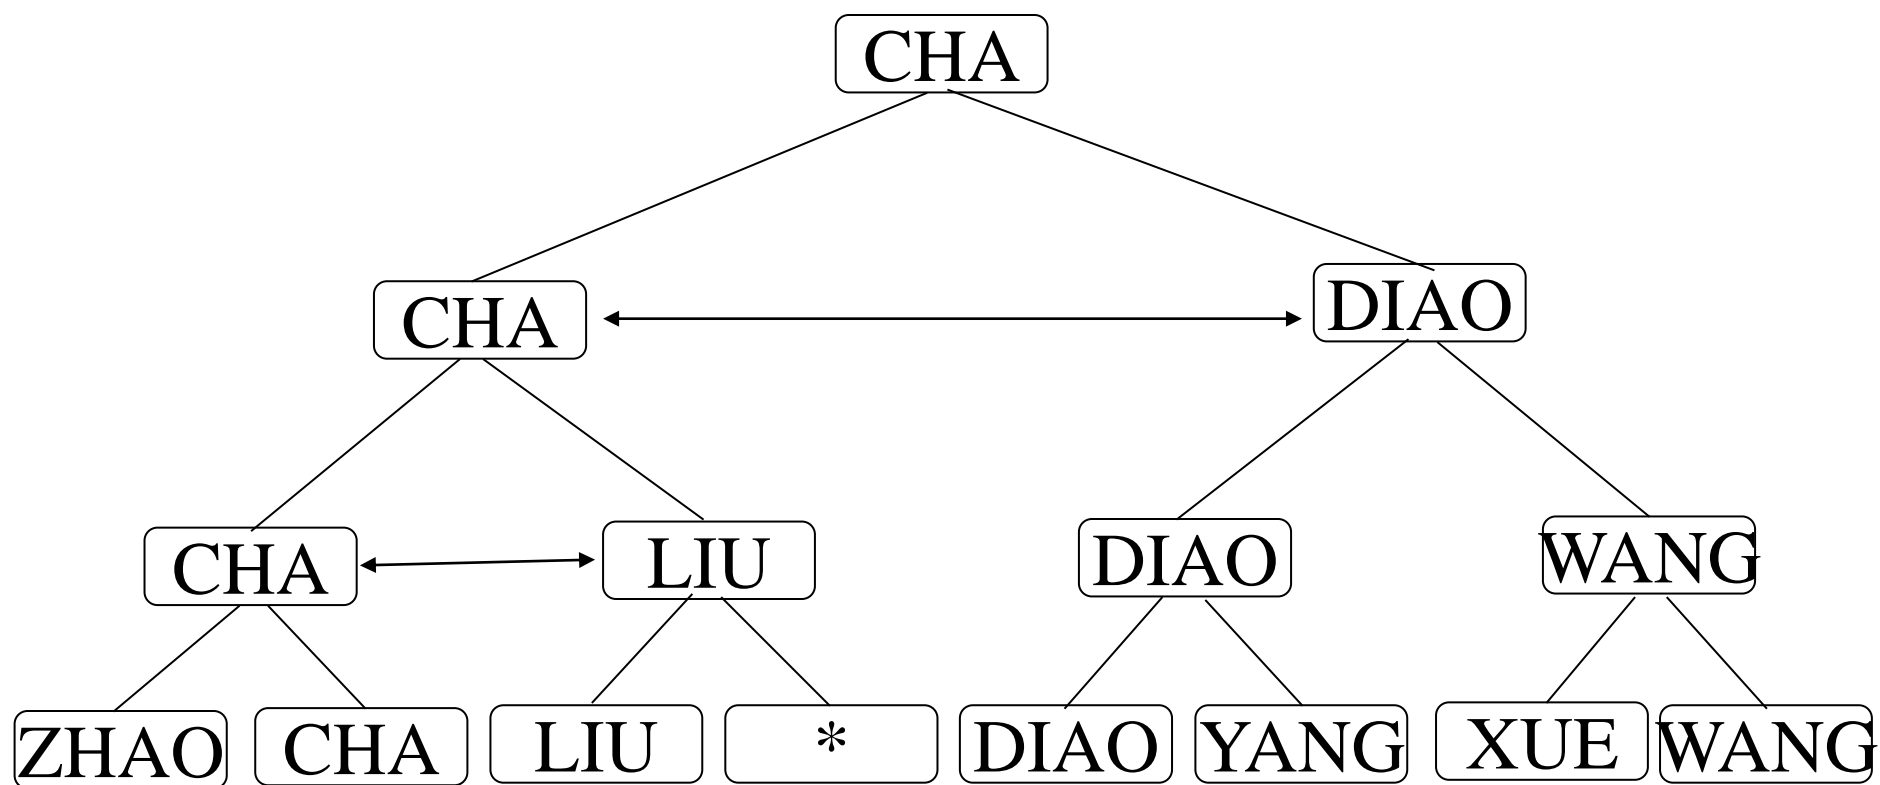 CHA
CHA DIAO
CHA LIU DIAO WANG
ZHAO CHA LIU * DIAO YANG XUE WANG